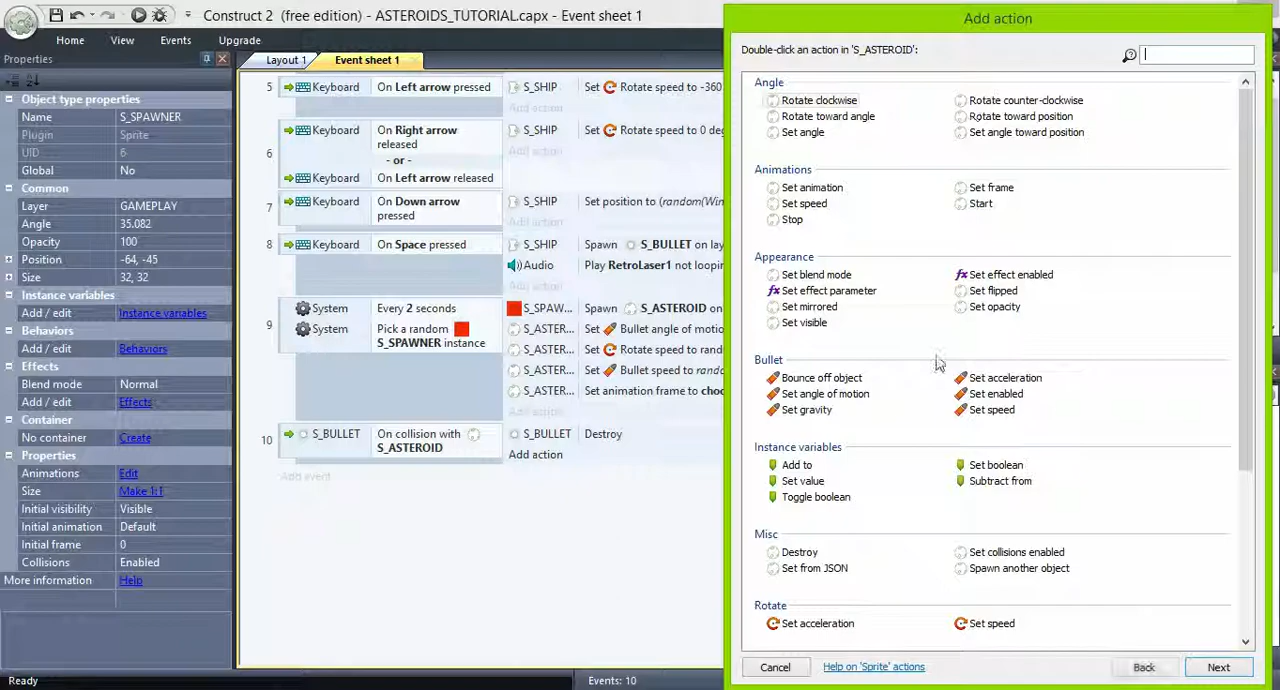 Construct 2 (free edition) - ASTEROIDS_TUTORIAL.capx - Event sheet 1
Home View Events Upgrade
Properties
Object type properties
Name S_SPAWNER
Plugin Sprite
UID 6
Global No
Common
Layer GAMEPLAY
Angle 35.082
Opacity 100
Position -64, -45
Size 32, 32
Instance variables
Add / edit Instance variables
Behaviors
Add / edit Behaviors
Effects
Blend mode Normal
Add / edit Effects
Container
No container Create
Properties
Animations Edit
Size Make 1:1
Initial visibility Visible
Initial animation Default
Initial frame 0
Collisions Enabled
More information Help
Ready
Layout 1 Event sheet 1
5 Keyboard On Left arrow pressed S_SHIP Set Rotate speed to -360
Add action
6 Keyboard On Right arrow released S_SHIP Set Rotate speed to 0 deg
- or - Add action
Keyboard On Left arrow released
7 Keyboard On Down arrow pressed S_SHIP Set position to (random(Win
Add action
8 Keyboard On Space pressed S_SHIP Spawn S_BULLET on lay
Audio Play RetroLaser1 not loopin
Add action
9 System Every 2 seconds S_SPAW... Spawn S_ASTEROID on
System Pick a random S_SPAWNER instance S_ASTER... Set Bullet angle of motio
S_ASTER... Set Rotate speed to rand
S_ASTER... Set Bullet speed to rando
S_ASTER... Set animation frame to choo
Add action
10 S_BULLET On collision with S_ASTEROID S_BULLET Destroy
Add action
Add event
Events: 10
Add action
Double-click an action in 'S_ASTEROID':
Angle
Rotate clockwise Rotate counter-clockwise
Rotate toward angle Rotate toward position
Set angle Set angle toward position
Animations
Set animation Set frame
Set speed Start
Stop
Appearance
Set blend mode fx Set effect enabled
fx Set effect parameter Set flipped
Set mirrored Set opacity
Set visible
Bullet
Bounce off object Set acceleration
Set angle of motion Set enabled
Set gravity Set speed
Instance variables
Add to Set boolean
Set value Subtract from
Toggle boolean
Misc
Destroy Set collisions enabled
Set from JSON Spawn another object
Rotate
Set acceleration Set speed
Cancel Help on 'Sprite' actions Back Next